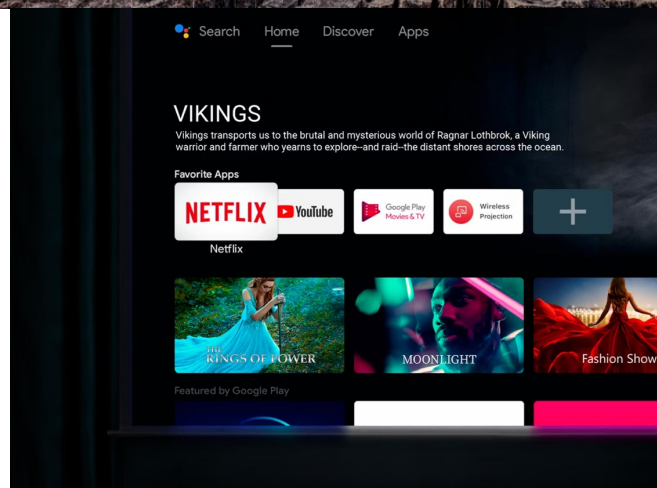 Search Home Discover Apps
VIKINGS
Vikings transports us to the brutal and mysterious world of Ragnar Lothbrok, a Viking
warrior and farmer who yearns to explore--and raid--the distant shores across the ocean.
Favorite Apps
NETFLIX
YouTube
Google Play
Movies & TV
Wireless
Projection
Netflix
THE
RINGS OF POWER
MOONLIGHT
Fashion Show
Featured by Google Play